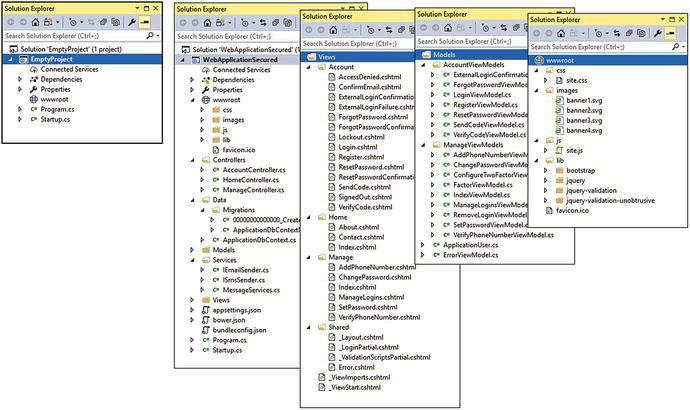 Solution Explorer
Search Solution Explorer (Ctrl+;)
Solution 'EmptyProject' (1 project)
EmptyProject
Connected Services
Dependencies
Properties
wwwroot
Program.cs
Startup.cs
Solution Explorer
Search Solution Explorer (Ctrl+;)
Solution 'WebApplicationSecured'
WebApplicationSecured
Connected Services
Dependencies
Properties
wwwroot
css
images
js
lib
favicon.ico
Controllers
AccountController.cs
HomeController.cs
ManageController.cs
Data
Migrations
00000000000000_Create
ApplicationDbContext
ApplicationDbContext.cs
Models
Services
IEmailSender.cs
ISmsSender.cs
MessageServices.cs
Views
appsettings.json
bower.json
bundleconfig.json
Program.cs
Startup.cs
Solution Explorer
Search Solution Explorer (Ctrl+;)
Views
Account
AccessDenied.cshtml
ConfirmEmail.cshtml
ExternalLoginConfirmation
ExternalLoginFailure.cshtml
ForgotPassword.cshtml
ForgotPasswordConfirma
Lockout.cshtml
Login.cshtml
Register.cshtml
ResetPassword.cshtml
ResetPasswordConfirma
SendCode.cshtml
SignedOut.cshtml
VerifyCode.cshtml
Home
About.cshtml
Contact.cshtml
Index.cshtml
Manage
AddPhoneNumber.cshtml
ChangePassword.cshtml
Index.cshtml
ManageLogins.cshtml
SetPassword.cshtml
VerifyPhoneNumber.cshtml
Shared
_Layout.cshtml
_LoginPartial.cshtml
_ValidationScriptsPartial.cshtml
Error.cshtml
_ViewImports.cshtml
_ViewStart.cshtml
Solution Explorer
Search Solution Explorer (Ctrl+;)
Models
AccountViewModels
ExternalLoginConfirmatio
ForgotPasswordViewMod
LoginViewModel.cs
RegisterViewModel.cs
ResetPasswordViewModel
SendCodeViewModel.cs
VerifyCodeViewModel.cs
ManageViewModels
AddPhoneNumberViewM
ChangePasswordViewMo
ConfigureTwoFactorView
FactorViewModel.cs
IndexViewModel.cs
ManageLoginsViewModel
RemoveLoginViewModel
SetPasswordViewModel.cs
VerifyPhoneNumberViewModel.cs
ApplicationUser.cs
ErrorViewModel.cs
Solution Explorer
Search Solution Explorer (Ctrl+;)
wwwroot
css
site.css
images
banner1.svg
banner2.svg
banner3.svg
banner4.svg
js
site.js
lib
bootstrap
jquery
jquery-validation
jquery-validation-unobtrusive
favicon.ico